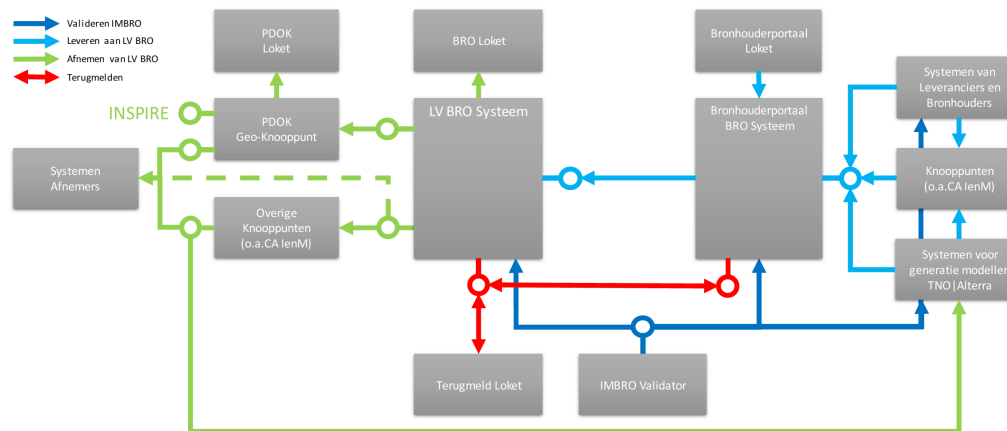 Valideren IMBRO
Leveren aan LV BRO
Afnemen van LV BRO
Terugmelden
PDOK
Loket
BRO Loket
Bronhouderportaal
Loket
Systemen van
Leveranciers en
Bronhouders
INSPIRE
PDOK
Geo-Knooppunt
LV BRO Systeem
Bronhouderportaal
BRO Systeem
Systemen
Afnemers
Knooppunten
(o.a.CA IenM)
Overige
Knooppunten
(o.a.CA IenM)
Systemen voor
generatie modellen
TNO|Alterra
Terugmeld Loket
IMBRO Validator